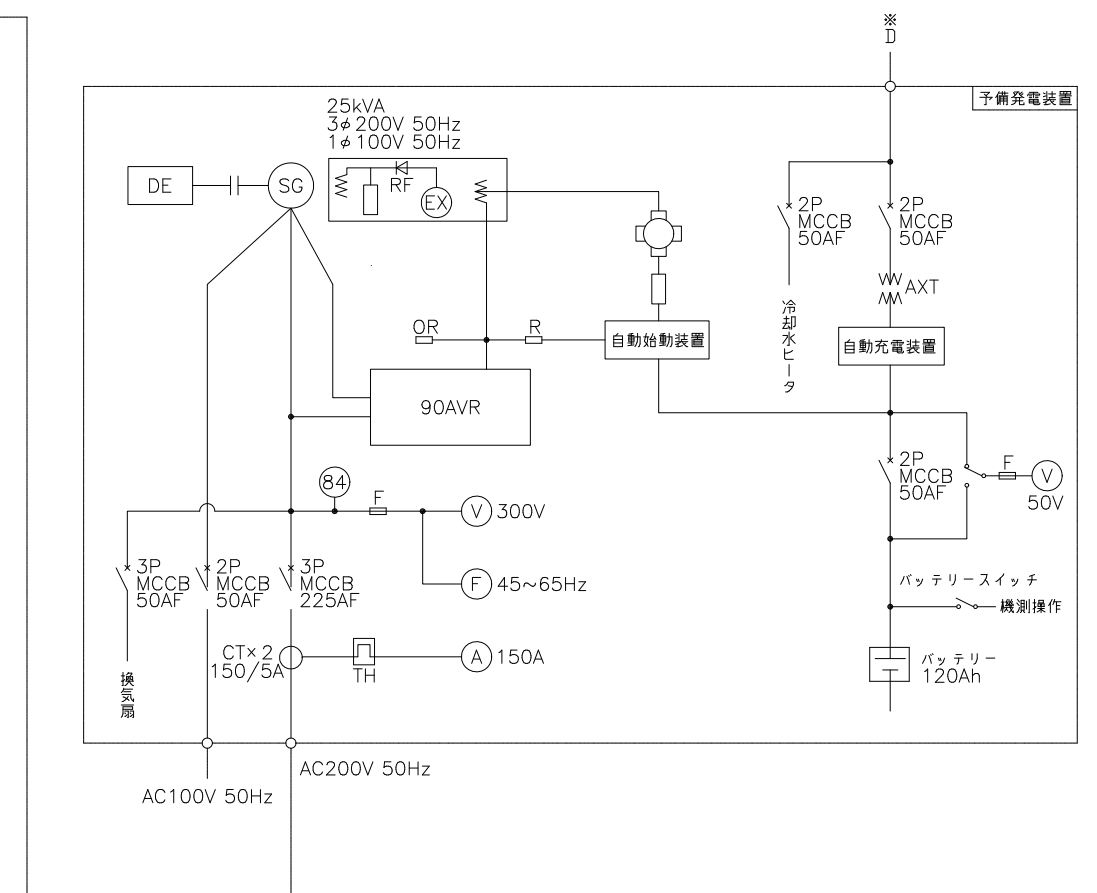 ※D
予備発電装置
25kVA
3φ200V 50Hz
1φ100V 50Hz
DE
SG
RF
EX
2P
MCCB
50AF
2P
MCCB
50AF
AXT
冷却水ヒータ
OR
R
自動始動装置
自動充電装置
90AVR
84
F
V
300V
2P
MCCB
50AF
F
V
50V
3P
MCCB
50AF
2P
MCCB
50AF
3P
MCCB
225AF
F
45~65Hz
バッテリースイッチ
機測操作
CT×2
150/5A
TH
A
150A
バッテリー
120Ah
換気扇
AC200V 50Hz
AC100V 50Hz